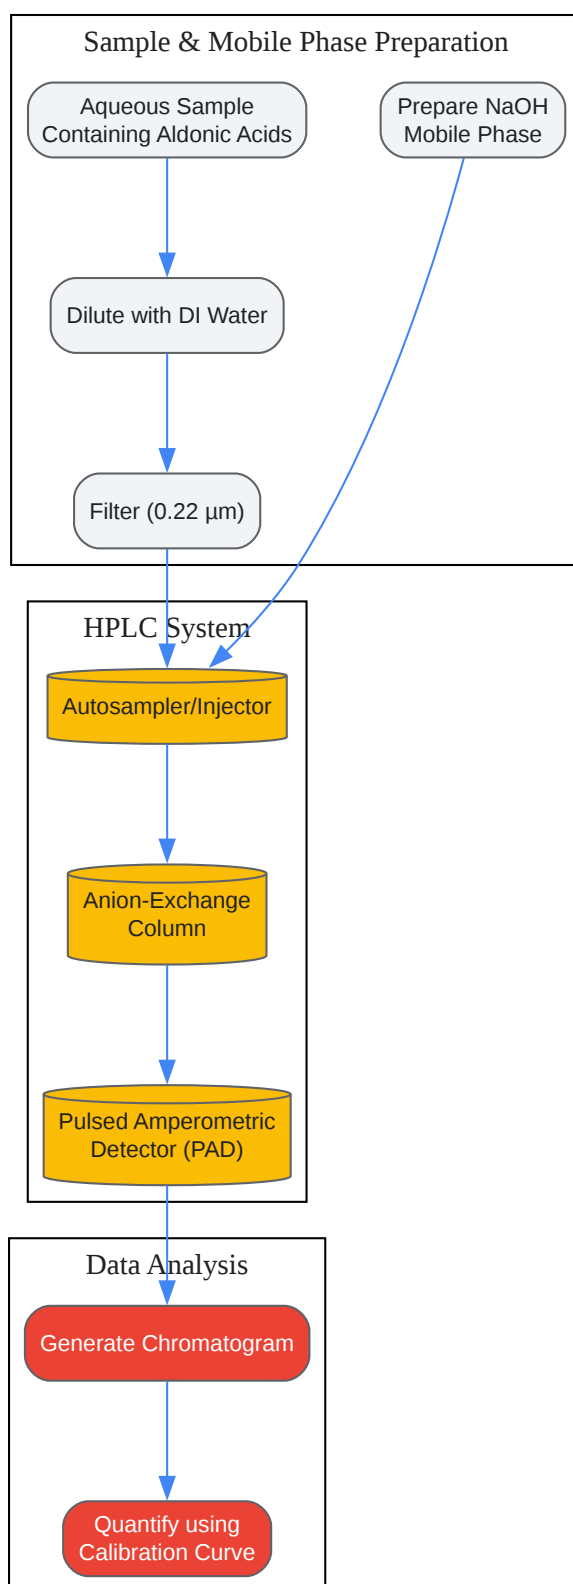 Sample & Mobile Phase Preparation
Aqueous Sample
Containing Aldonic Acids
Prepare NaOH
Mobile Phase
Dilute with DI Water
Filter (0.22 µm)
HPLC System
Autosampler/Injector
Anion-Exchange
Column
Pulsed Amperometric
Detector (PAD)
Data Analysis
Generate Chromatogram
Quantify using
Calibration Curve